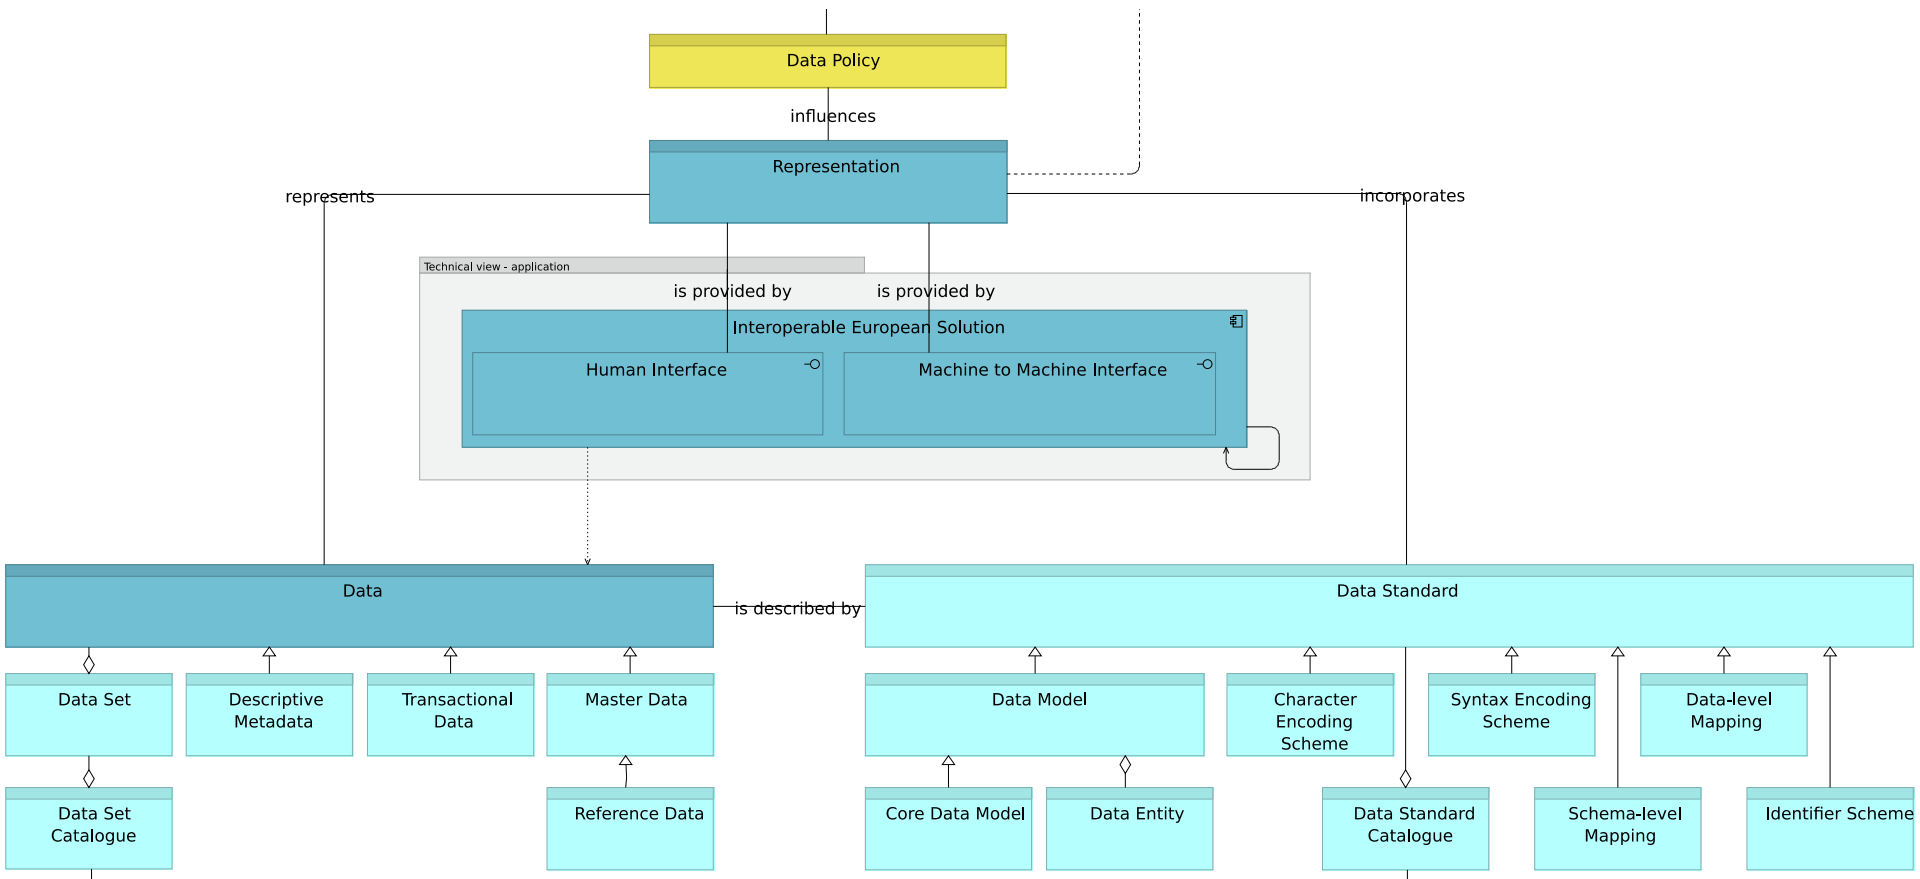 Data Policy
influences
Representation
represents
incorporates
Technical view - application
is provided by
is provided by
Interoperable European Solution
Human Interface
Machine to Machine Interface
Data
Data Standard
is described by
Data Set
Descriptive
Metadata
Transactional
Data
Master Data
Data Model
Character
Encoding
Scheme
Syntax Encoding
Scheme
Data-level
Mapping
Data Set
Catalogue
Reference Data
Core Data Model
Data Entity
Data Standard
Catalogue
Schema-level
Mapping
Identifier Scheme